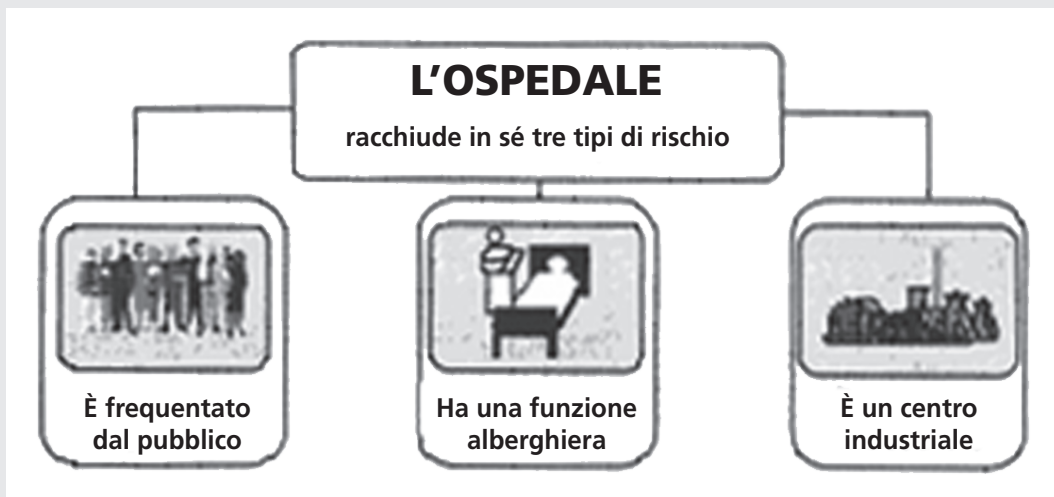 L’OSPEDALE
racchiude in sé tre tipi di rischio
È frequentato
dal pubblico
Ha una funzione
alberghiera
È un centro
industriale